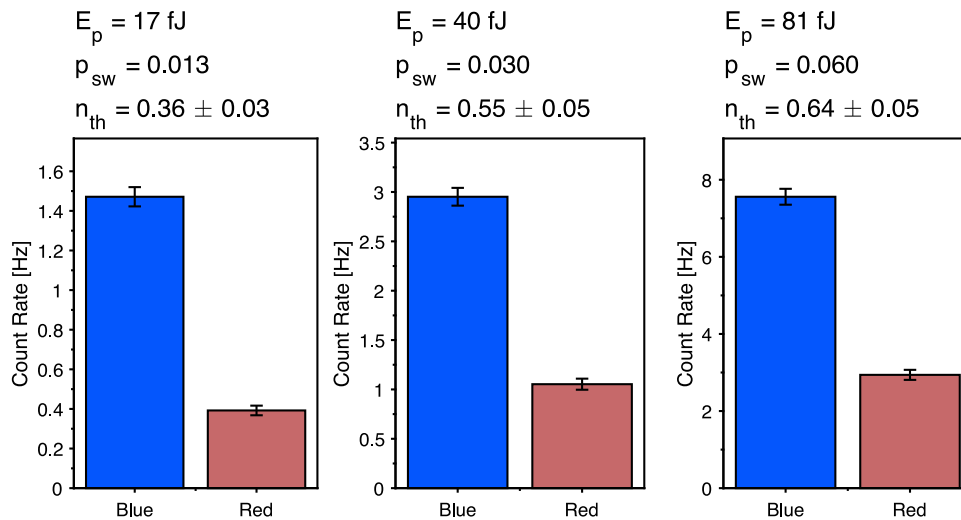 E_p = 17 fJ
p_sw = 0.013
n_th = 0.36 ± 0.03
Count Rate [Hz]
1.6
1.4
1.2
1
0.8
0.6
0.4
0.2
0
Blue
Red
E_p = 40 fJ
p_sw = 0.030
n_th = 0.55 ± 0.05
Count Rate [Hz]
3.5
3
2.5
2
1.5
1
0.5
0
Blue
Red
E_p = 81 fJ
p_sw = 0.060
n_th = 0.64 ± 0.05
Count Rate [Hz]
8
6
4
2
0
Blue
Red